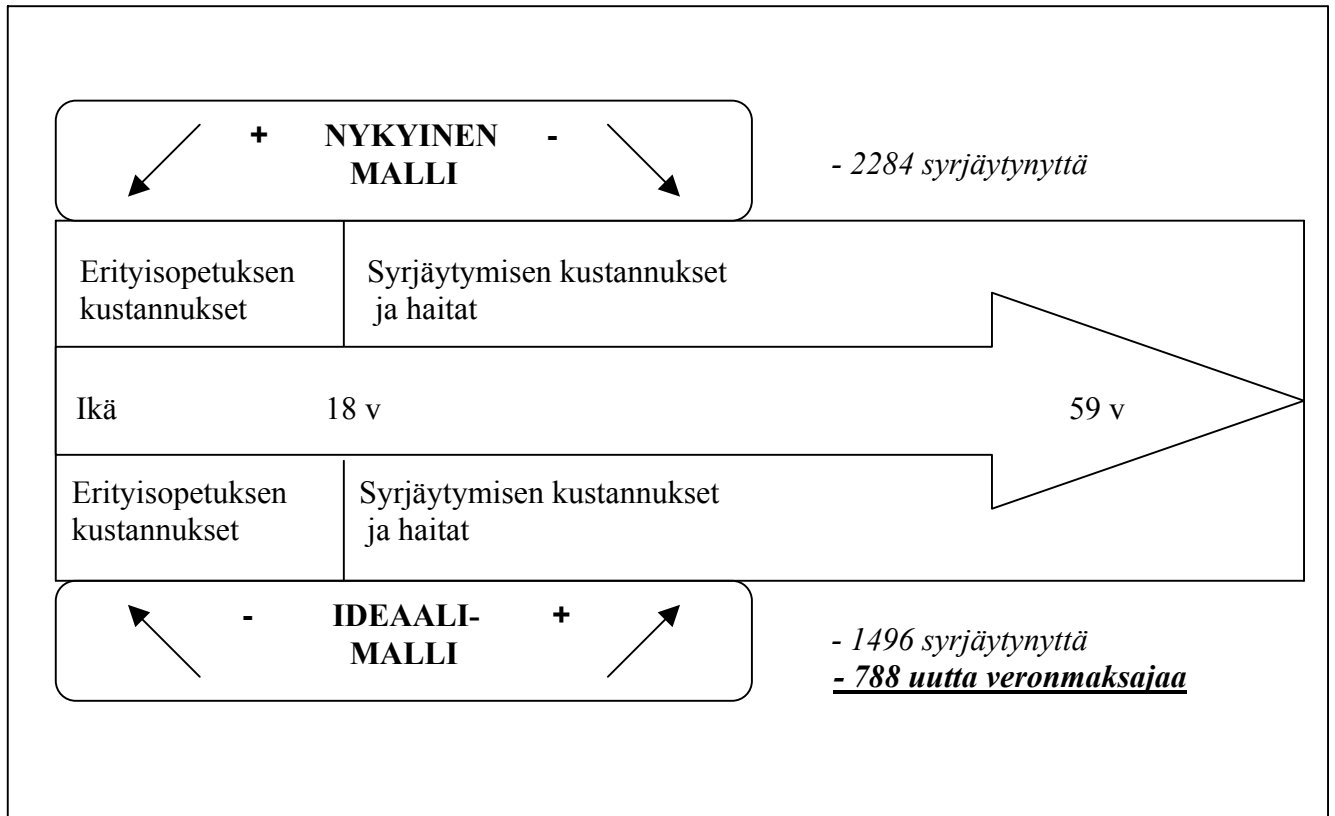 + NYKYINEN -
MALLI
- 2284 syrjäytynyttä
Erityisopetuksen
kustannukset
Syrjäytymisen kustannukset
ja haitat
Ikä 18 v 59 v
Erityisopetuksen
kustannukset
Syrjäytymisen kustannukset
ja haitat
- IDEAALI- +
MALLI
- 1496 syrjäytynyttä
- 788 uutta veronmaksajaa